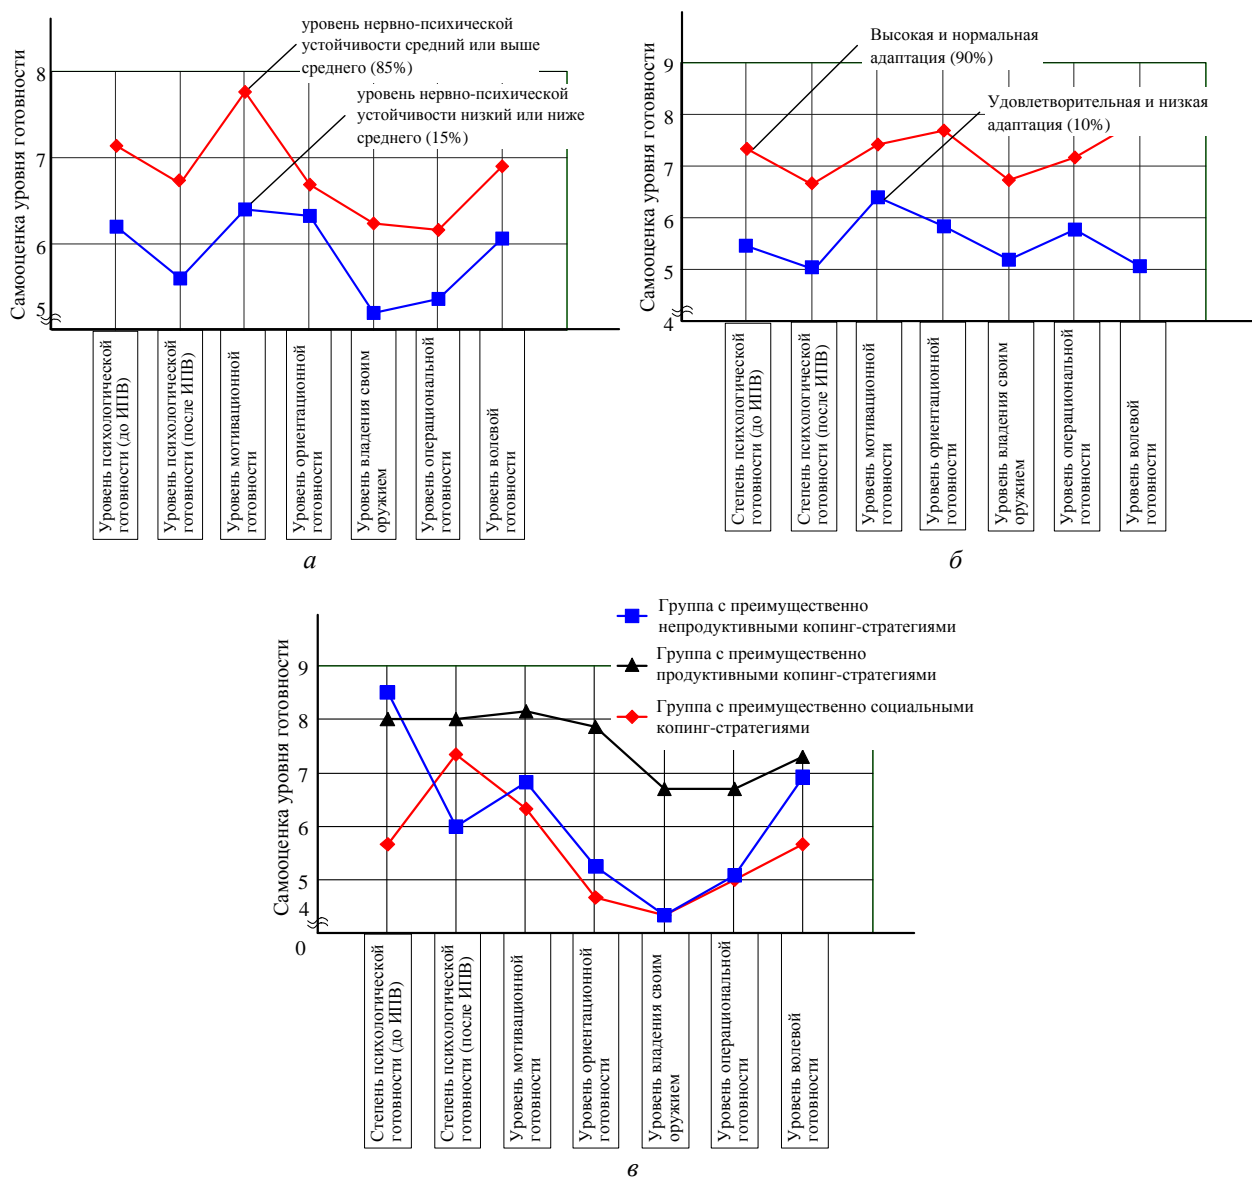 уровень нервно-психической
устойчивости средний или выше
среднего (85%)
уровень нервно-психической
устойчивости низкий или ниже
среднего (15%)
Самооценка уровня готовности
8
7
6
5
Уровень психологической
готовности (до ИПВ)
Уровень психологической
готовности (после ИПВ)
Уровень мотивационной
готовности
Уровень ориентационной
готовности
Уровень владения своим
оружием
Уровень операциональной
готовности
Уровень волевой
готовности
а
Высокая и нормальная
адаптация (90%)
Удовлетворительная и низкая
адаптация (10%)
Самооценка уровня готовности
9
8
7
6
5
4
Степень психологической
готовности (до ИПВ)
Степень психологической
готовности (после ИПВ)
Уровень мотивационно
готовности
Уровень ориентационной
готовности
Уровень владения своим
оружием
Уровень операциональной
готовности
Уровень волевой
готовности
б
Группа с преимущественно
непродуктивными копинг-стратегиями
Группа с преимущественно
продуктивными копинг-стратегиями
Группа с преимущественно социальными
копинг-стратегиями
Самооценка уровня готовности
9
8
7
6
5
4
0
Степень психологической
готовности (до ИПВ)
Степень психологической
готовности (после ИПВ)
Уровень мотивационной
готовности
Уровень ориентационной
готовности
Уровень владения своим
оружием
Уровень операциональной
готовности
Уровень волевой
готовности
в